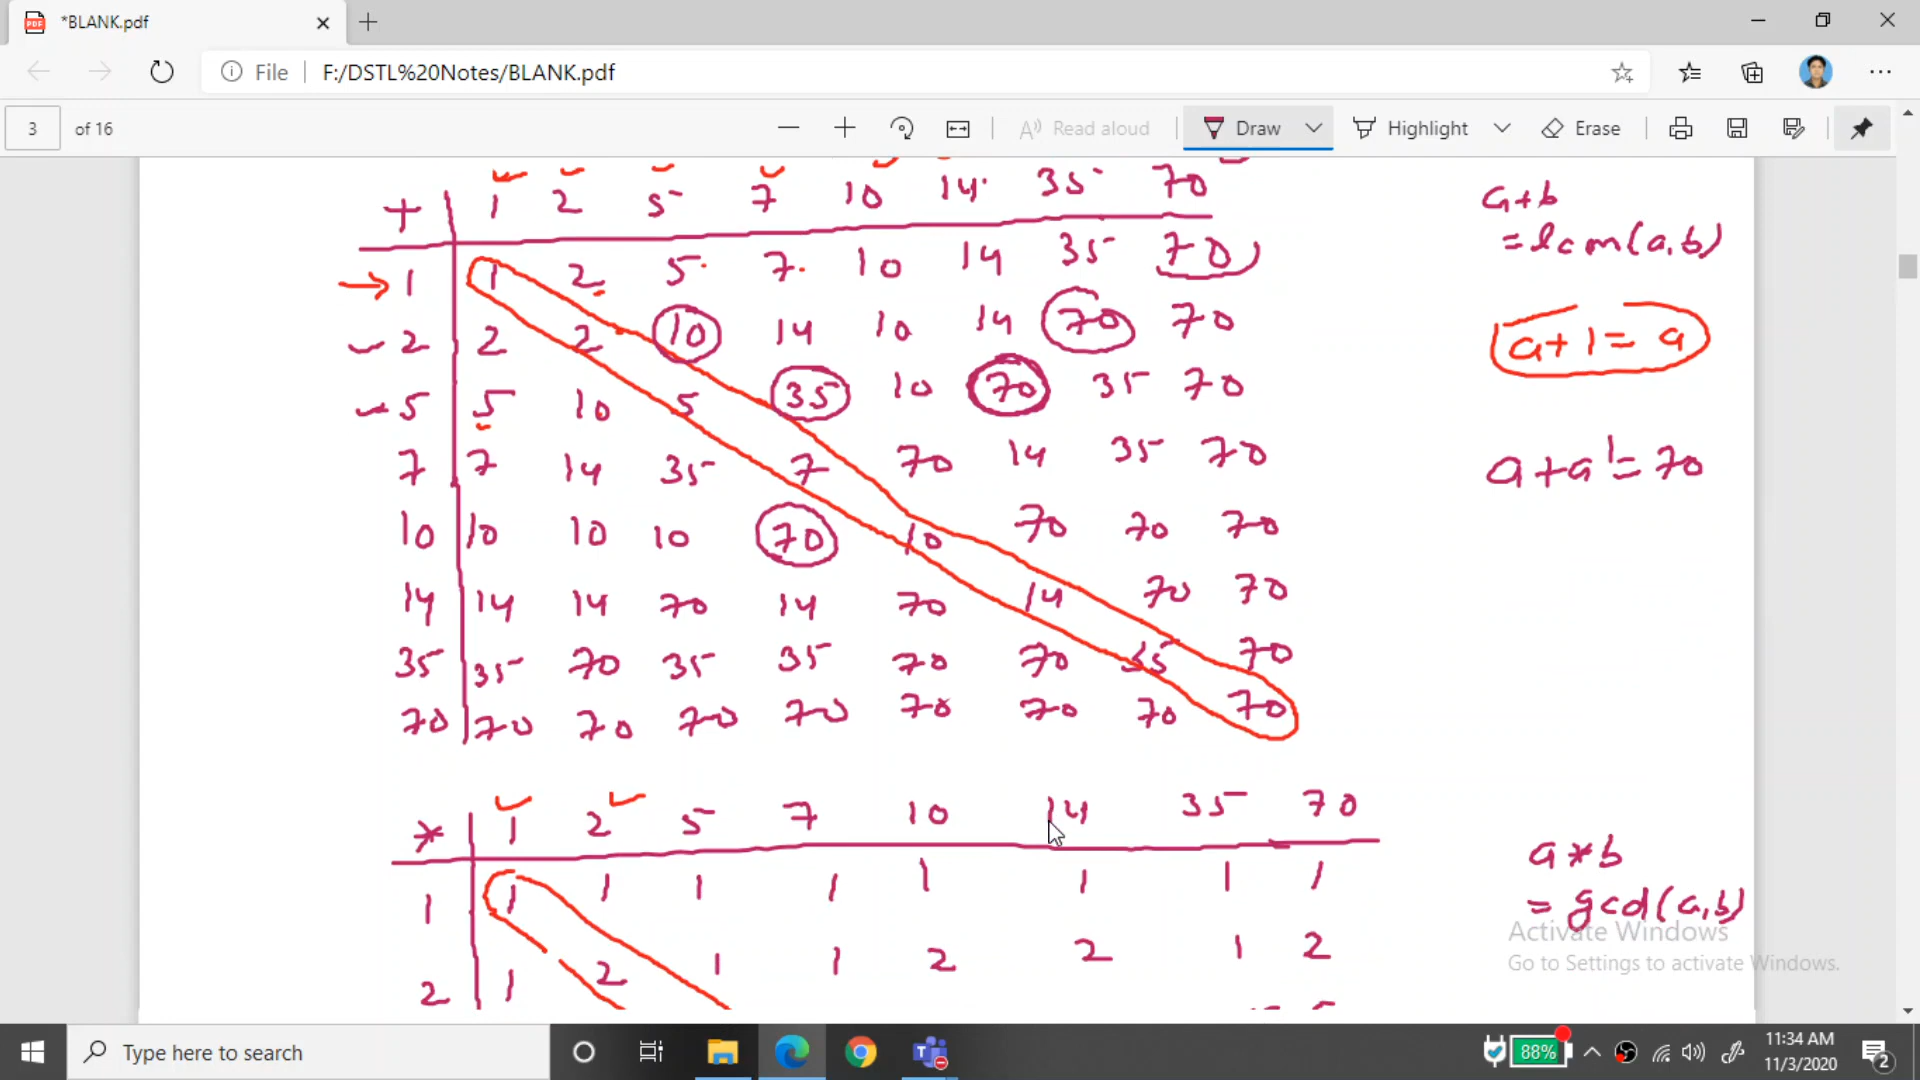 *BLANK.pdf
File F:/DSTL%20Notes/BLANK.pdf
3 of 16 Read aloud Draw Highlight Erase
+ 1 2 5 7 10 14 35 70
1 1 2 5 7 10 14 35 70
2 2 2 10 14 10 14 70 70
5 5 10 5 35 10 70 35 70
7 7 14 35 7 70 14 35 70
10 10 10 10 70 10 70 70 70
14 14 14 70 14 70 14 70 70
35 35 70 35 35 70 70 35 70
70 70 70 70 70 70 70 70 70
a+b
=lcm(a,b)
a+1=a
a+a'=70
* 1 2 5 7 10 14 35 70
1 1 1 1 1 1 1 1 1
2 1 2 1 1 2 2 1 2
a*b
=gcd(a,b)
Activate Windows
Go to Settings to activate Windows.
Type here to search
88%
11:34 AM
11/3/2020
2